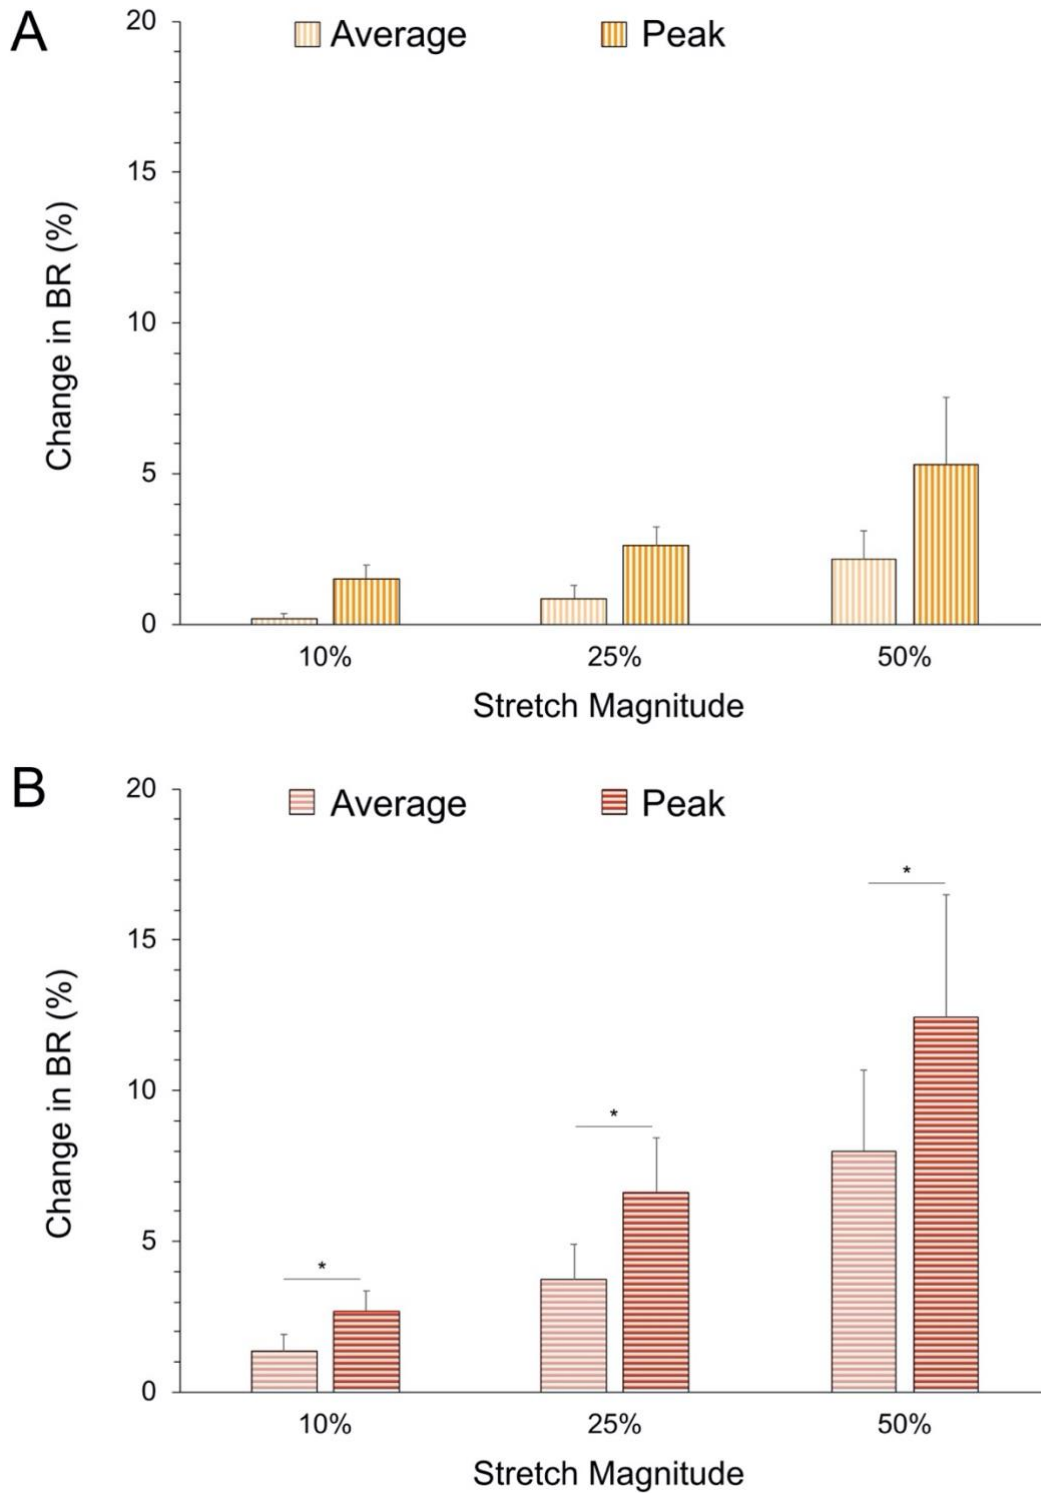 A
Average
Peak
20
15
10
5
0
Change in BR (%)
10%
25%
50%
Stretch Magnitude
B
Average
Peak
20
15
10
5
0
Change in BR (%)
*
*
*
10%
25%
50%
Stretch Magnitude